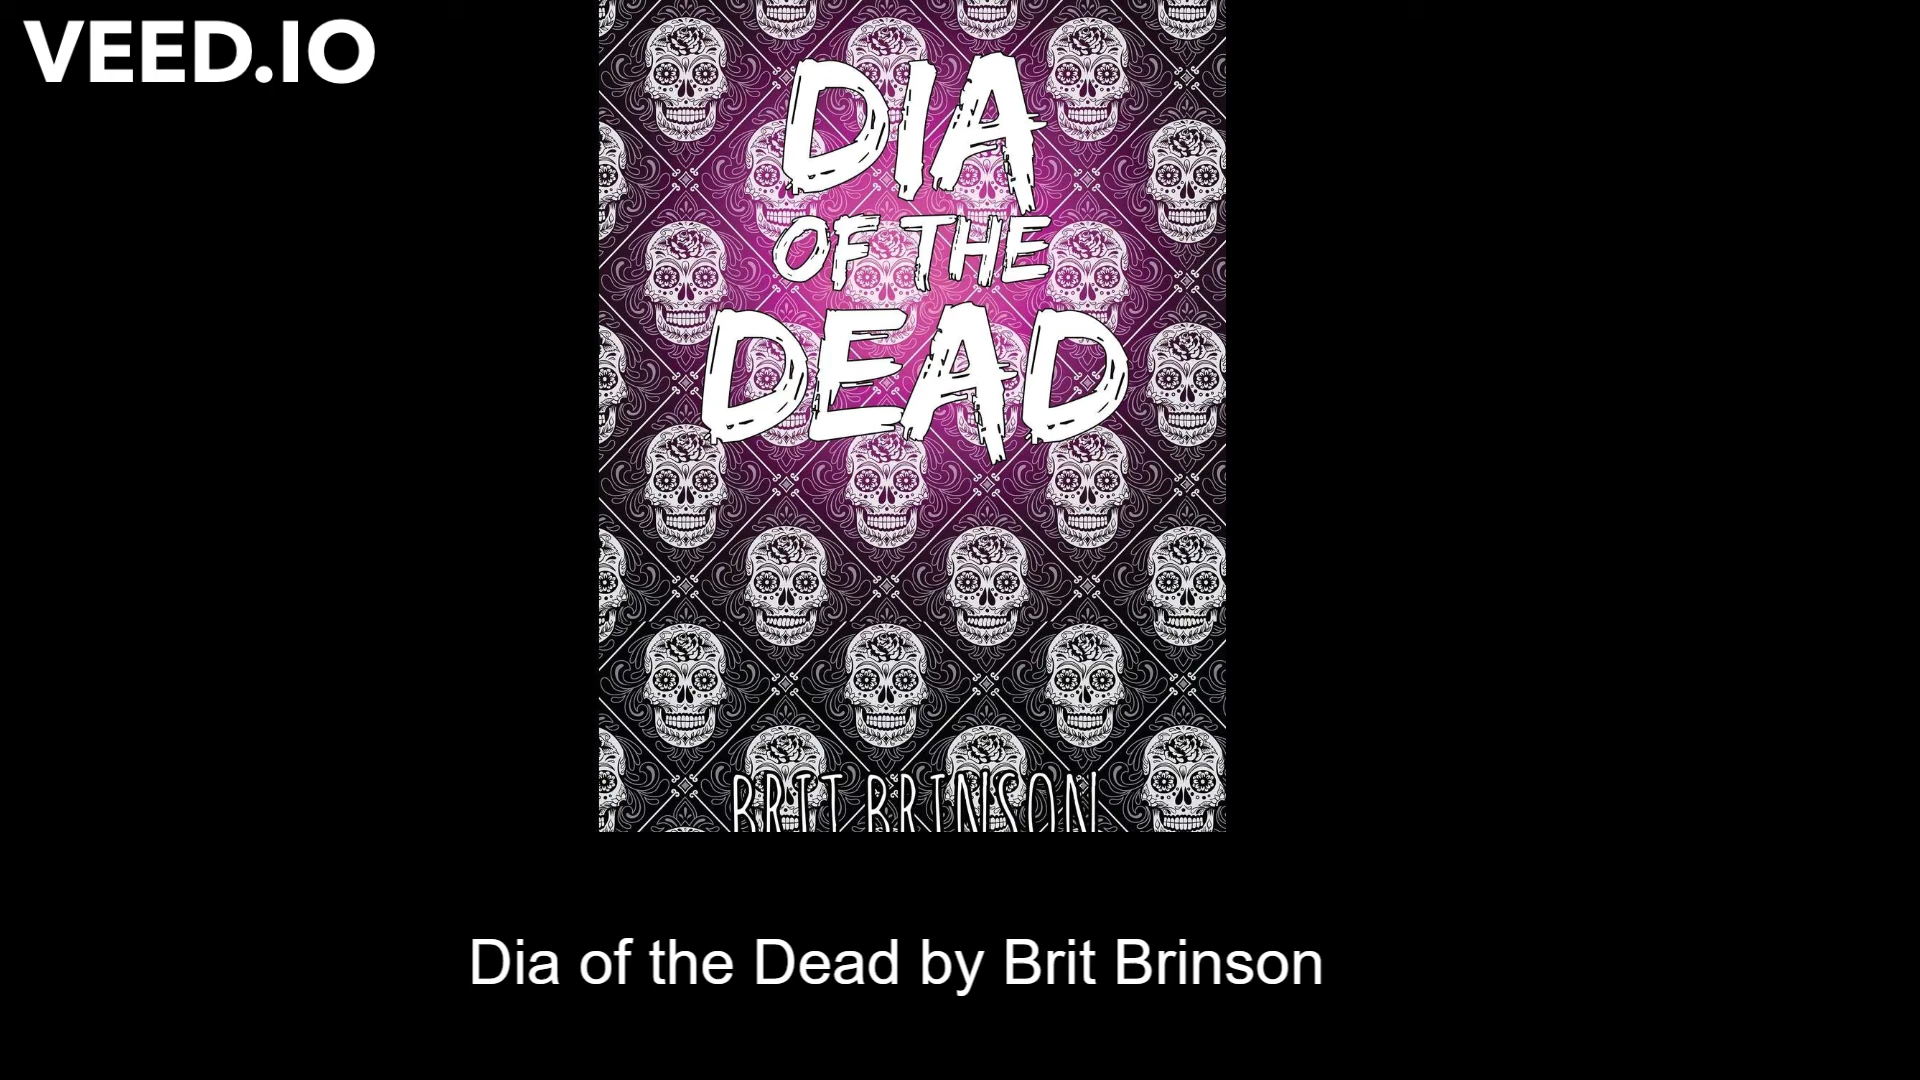 VEED.IO
DIA
OF THE
DEAD
BRIT BRINSON
Dia of the Dead by Brit Brinson